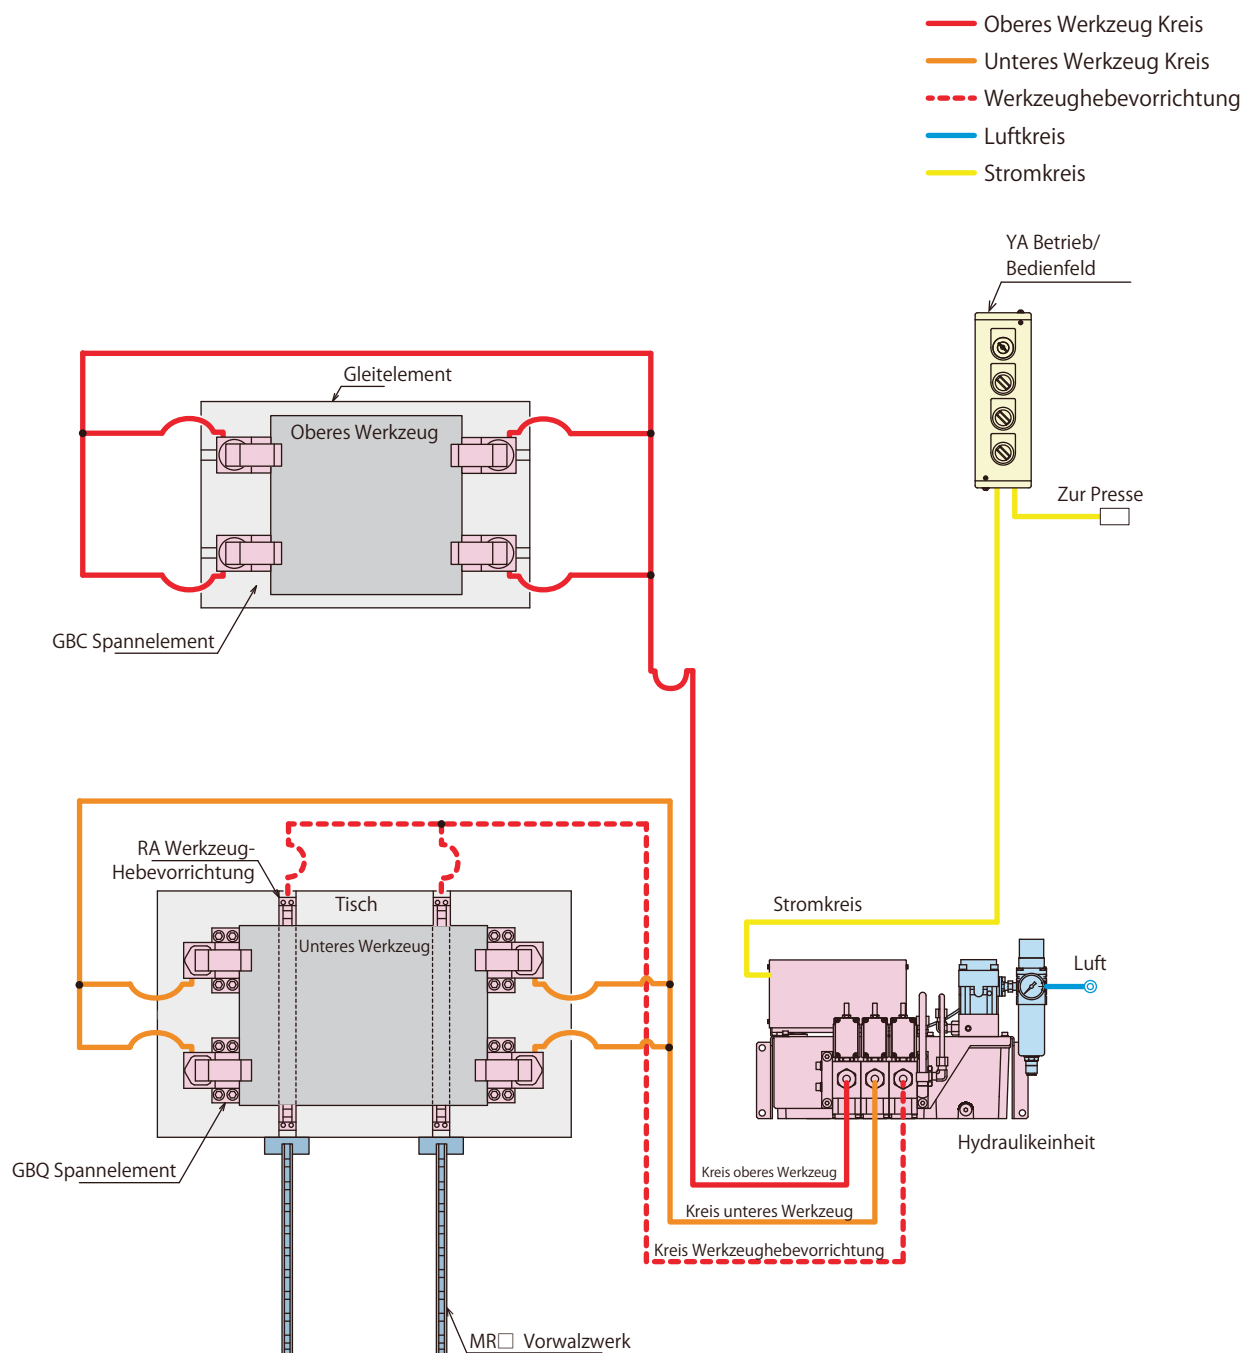 Oberes Werkzeug Kreis
Unteres Werkzeug Kreis
Werkzeughebevorrichtung
Luftkreis
Stromkreis
YA Betrieb/
Bedienfeld
Zur Presse
Gleitelement
Oberes Werkzeug
GBC Spannelement
RA Werkzeug-
Hebevorrichtung
Tisch
Unteres Werkzeug
GBQ Spannelement
Stromkreis
Luft
Hydraulikeinheit
Kreis oberes Werkzeug
Kreis unteres Werkzeug
Kreis Werkzeughebevorrichtung
MR□ Vorwalzwerk